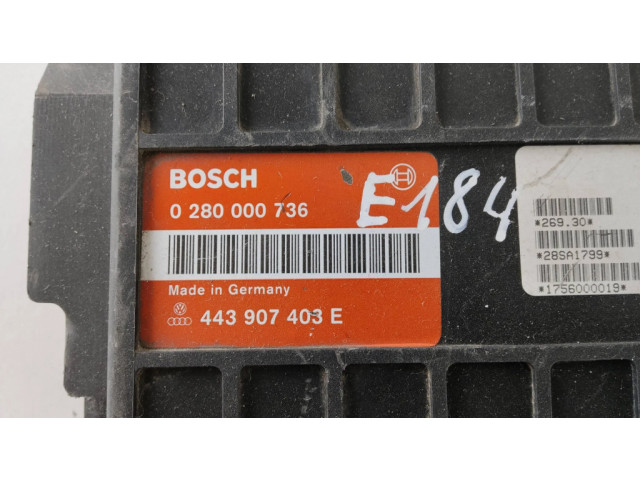 BOSCH
0 280 000 736
E184
Made in Germany
443 907 403 E
*269.30*
*28SA1799*
*1756000019*